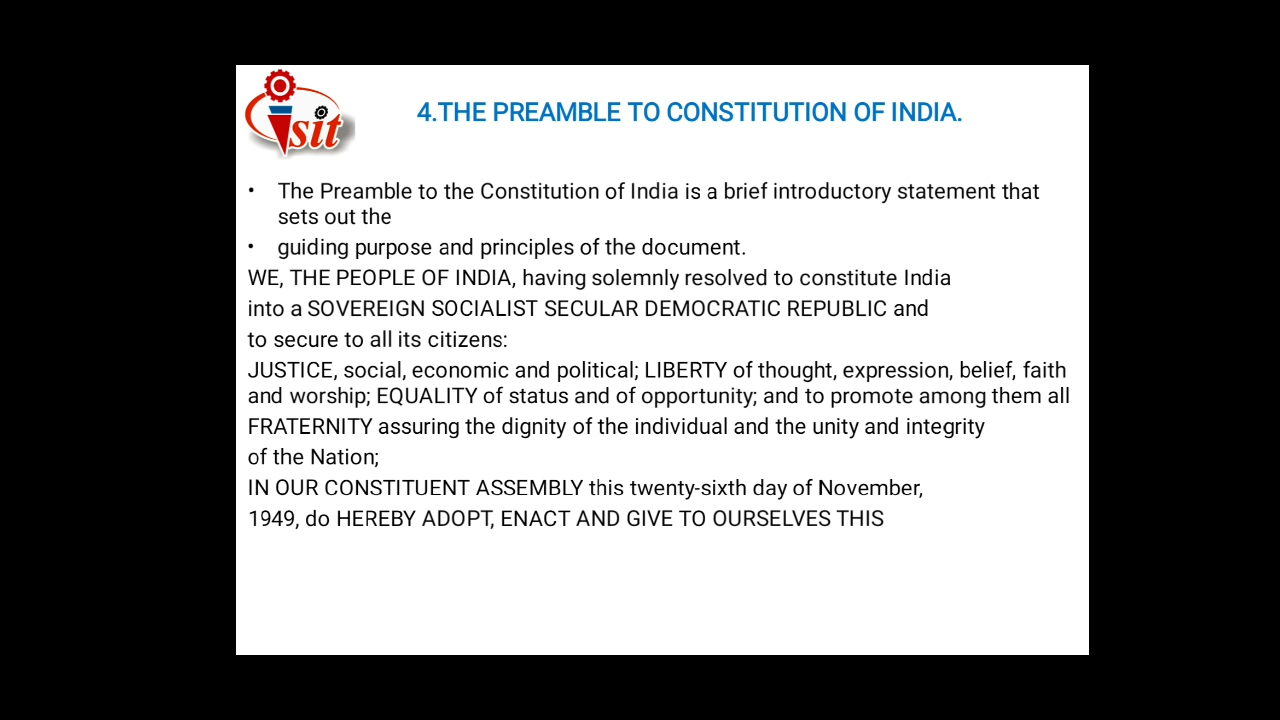 isit
4.THE PREAMBLE TO CONSTITUTION OF INDIA.
• The Preamble to the Constitution of India is a brief introductory statement that
sets out the
• guiding purpose and principles of the document.
WE, THE PEOPLE OF INDIA, having solemnly resolved to constitute India
into a SOVEREIGN SOCIALIST SECULAR DEMOCRATIC REPUBLIC and
to secure to all its citizens:
JUSTICE, social, economic and political; LIBERTY of thought, expression, belief, faith
and worship; EQUALITY of status and of opportunity; and to promote among them all
FRATERNITY assuring the dignity of the individual and the unity and integrity
of the Nation;
IN OUR CONSTITUENT ASSEMBLY this twenty-sixth day of November,
1949, do HEREBY ADOPT, ENACT AND GIVE TO OURSELVES THIS